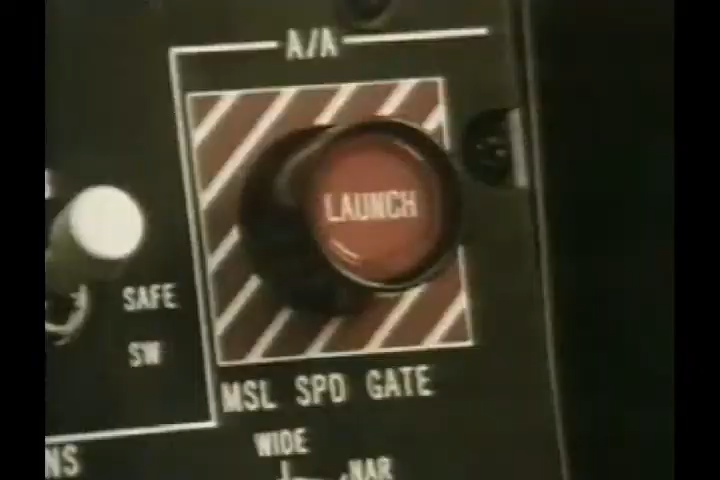 A/A
LAUNCH
SAFE
SW
MSL SPD GATE
WIDE
NAR
NS